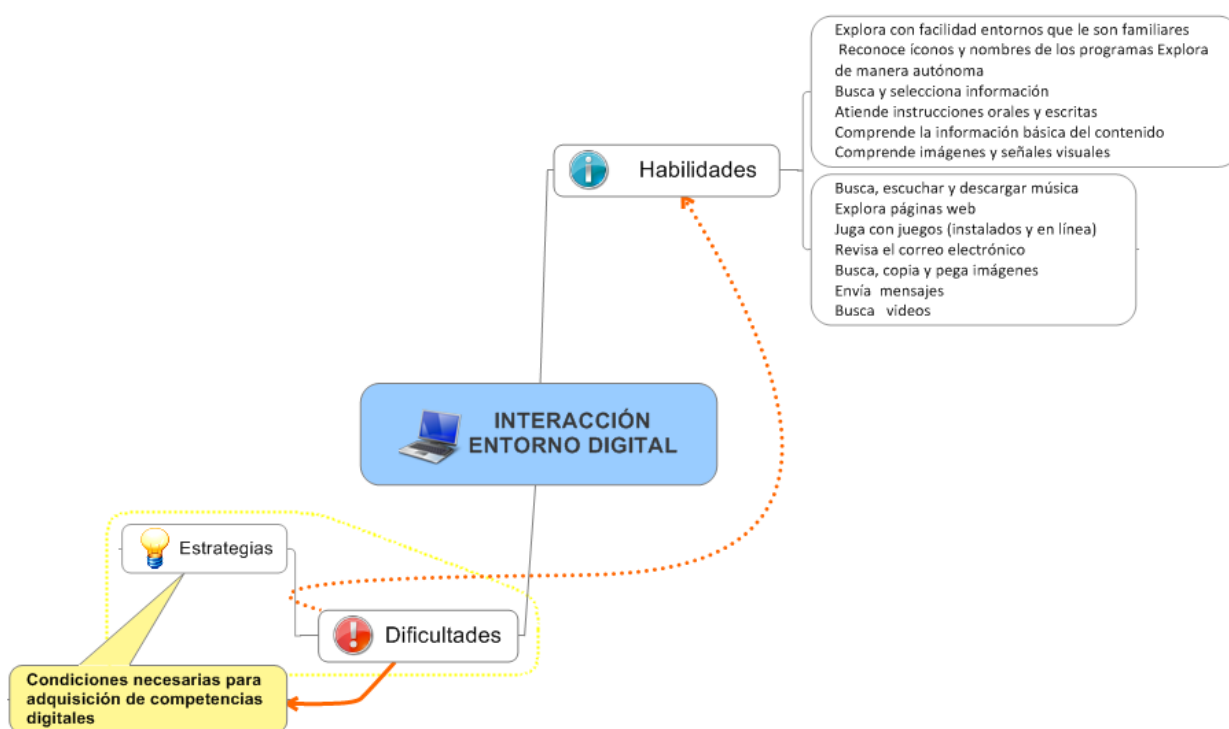 Explora con facilidad entornos que le son familiares
Reconoce íconos y nombres de los programas Explora
de manera autónoma
Busca y selecciona información
Atiende instrucciones orales y escritas
Comprende la información básica del contenido
Comprende imágenes y señales visuales
Habilidades
Busca, escuchar y descargar música
Explora páginas web
Juga con juegos (instalados y en línea)
Revisa el correo electrónico
Busca, copia y pega imágenes
Envía mensajes
Busca videos
INTERACCIÓN
ENTORNO DIGITAL
Estrategias
Dificultades
Condiciones necesarias para
adquisición de competencias
digitales